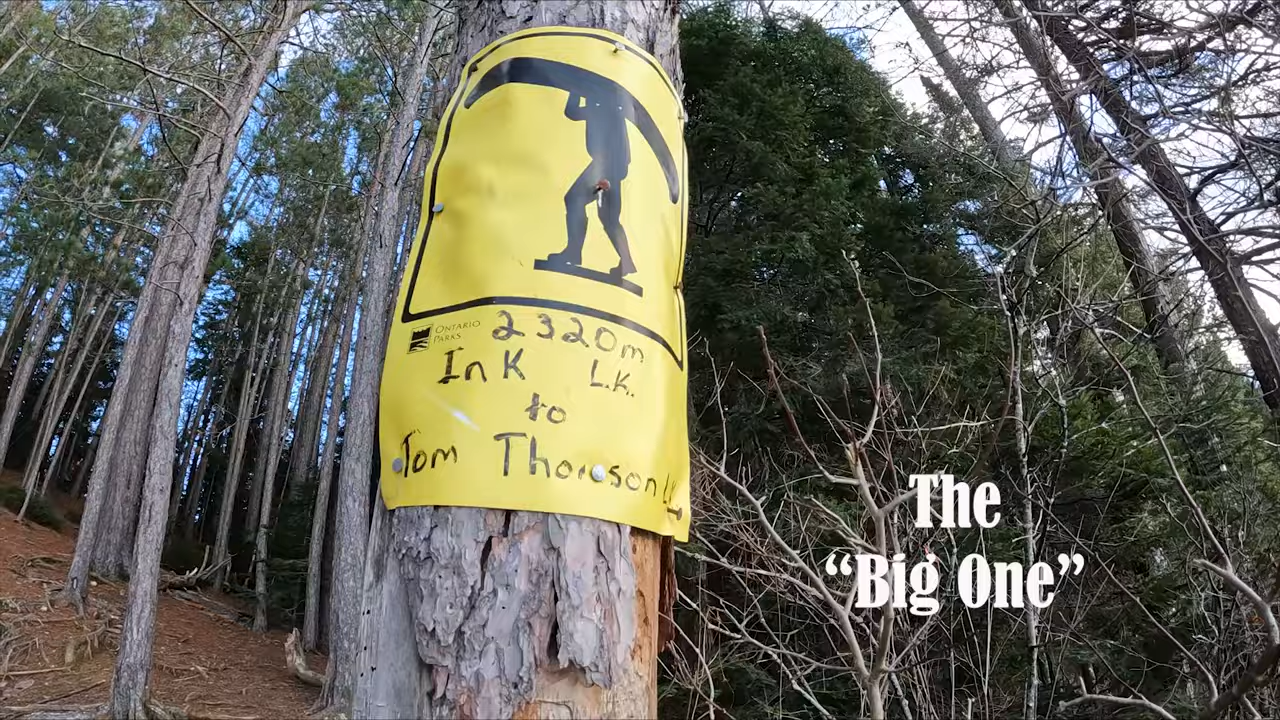 ONTARIO
PARKS
2320m
Ink LK.
to
Tom Thomson LK
The
“Big One”